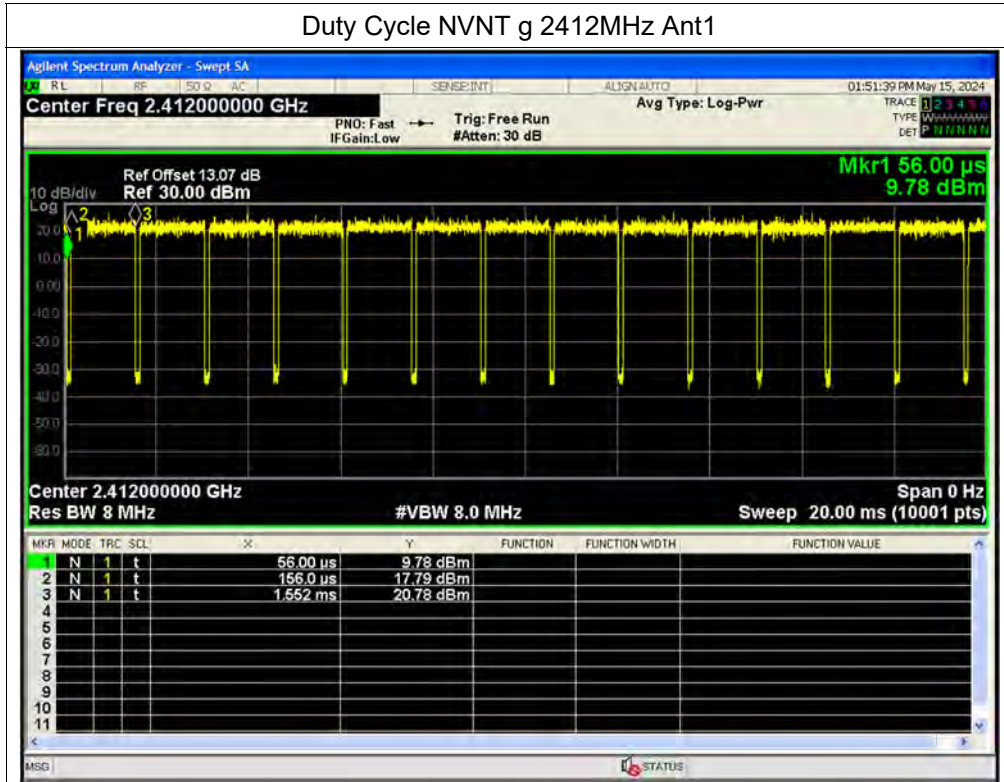 Duty Cycle NVNT g 2412MHz Ant1
Agilent Spectrum Analyzer - Swept SA
RL RF 50 Ω AC SENSE:INT ALIGN AUTO 01:51:39 PM May 15, 2024
Center Freq 2.412000000 GHz Avg Type: Log-Pwr TRACE 1 2 3 4 5 6
PNO: Fast Trig: Free Run TYPE W
IFGain:Low #Atten: 30 dB DET P N N N N N
Mkr1 56.00 µs
Ref Offset 13.07 dB
10 dB/div Ref 30.00 dBm 9.78 dBm
Log
2 3
20.0 1
10.0
0.00
-10.0
-20.0
-30.0
-40.0
-50.0
-60.0
Center 2.412000000 GHz Span 0 Hz
Res BW 8 MHz #VBW 8.0 MHz Sweep 20.00 ms (10001 pts)
MKR MODE TRC SCL X Y FUNCTION FUNCTION WIDTH FUNCTION VALUE
1 N 1 t 56.00 µs 9.78 dBm
2 N 1 t 156.0 µs 17.79 dBm
3 N 1 t 1.552 ms 20.78 dBm
4
5
6
7
8
9
10
11
MSG STATUS